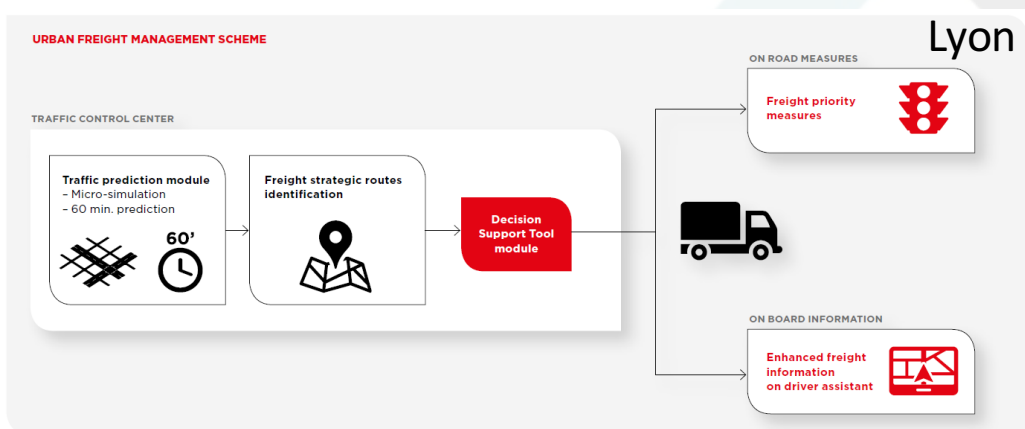 URBAN FREIGHT MANAGEMENT SCHEME
Lyon
ON ROAD MEASURES
Freight priority
measures
TRAFFIC CONTROL CENTER
Traffic prediction module
– Micro-simulation
– 60 min. prediction
60’
Freight strategic routes
identification
Decision
Support Tool
module
ON BOARD INFORMATION
Enhanced freight
information
on driver assistant